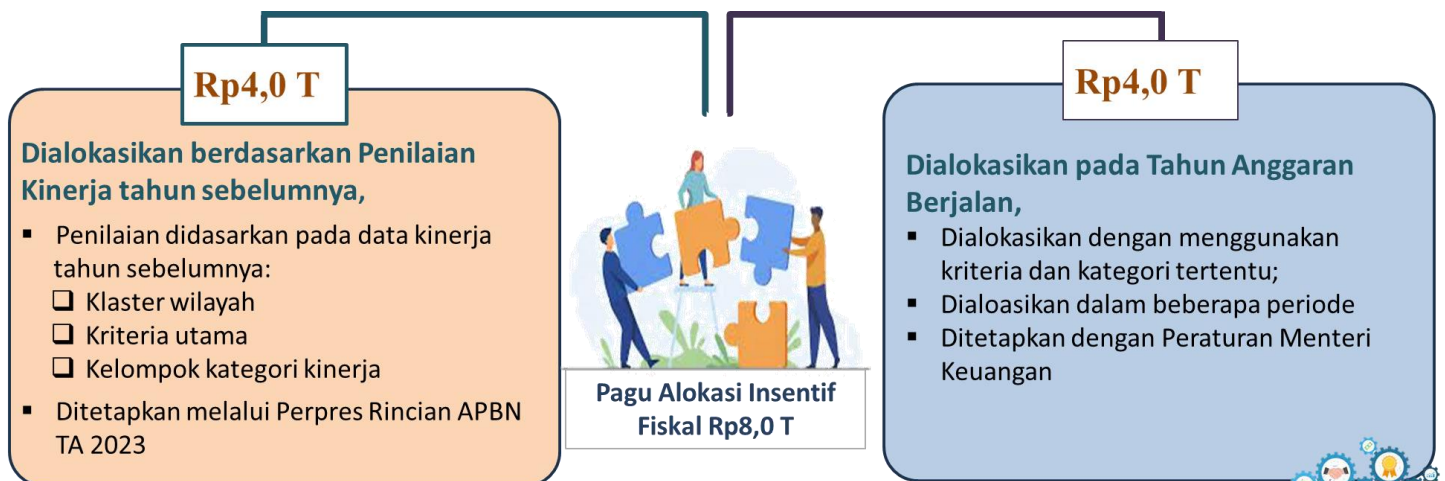 Rp4,0 T
Dialokasikan berdasarkan Penilaian
Kinerja tahun sebelumnya,
▪ Penilaian didasarkan pada data kinerja
tahun sebelumnya:
❑ Klaster wilayah
❑ Kriteria utama
❑ Kelompok kategori kinerja
▪ Ditetapkan melalui Perpres Rincian APBN
TA 2023
Pagu Alokasi Insentif
Fiskal Rp8,0 T
Rp4,0 T
Dialokasikan pada Tahun Anggaran
Berjalan,
▪ Dialokasikan dengan menggunakan
kriteria dan kategori tertentu;
▪ Dialoasikan dalam beberapa periode
▪ Ditetapkan dengan Peraturan Menteri
Keuangan